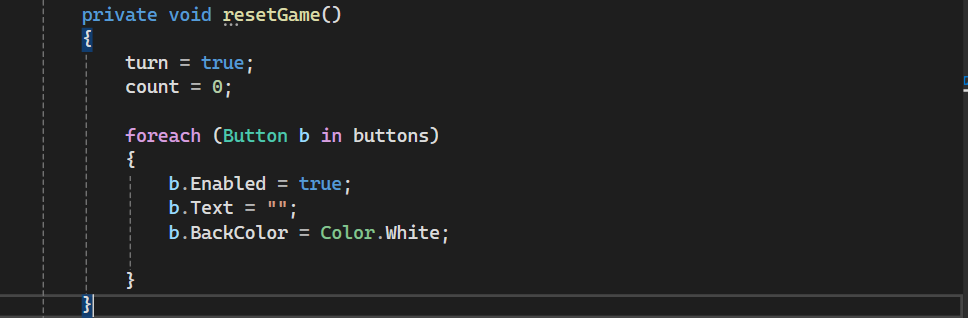 private void resetGame()
{
turn = true;
count = 0;
foreach (Button b in buttons)
{
b.Enabled = true;
b.Text = "";
b.BackColor = Color.White;
}
}